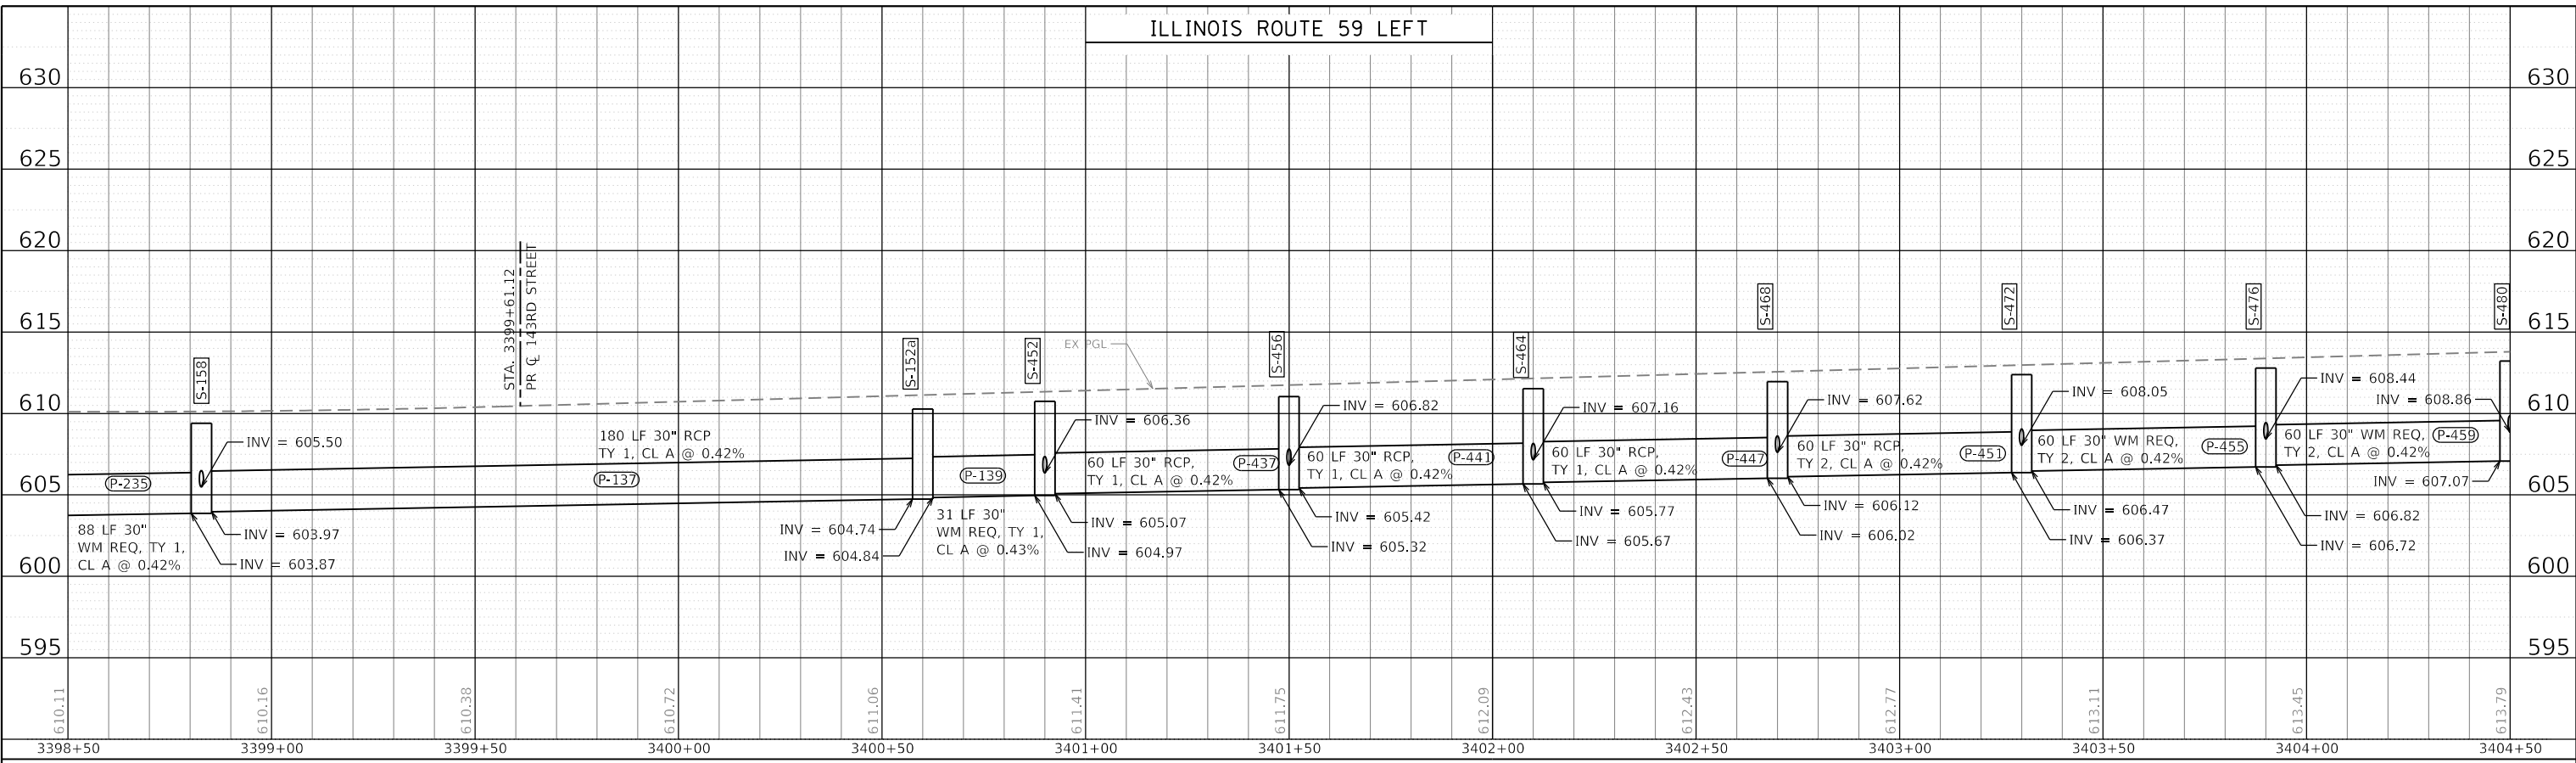 ILLINOIS ROUTE 59 LEFT
630
630
625
625
620
620
615
615
610
610
605
605
600
600
595
595
STA. 3399+61.12
PR ℄ 143RD STREET
EX PGL
S-158
S-152a
S-452
S-456
S-464
S-468
S-472
S-476
S-480
P-235
88 LF 30"
WM REQ, TY 1,
CL A @ 0.42%
INV = 605.50
INV = 603.97
INV = 603.87
180 LF 30" RCP
TY 1, CL A @ 0.42%
P-137
INV = 604.74
INV = 604.84
P-139
31 LF 30"
WM REQ, TY 1,
CL A @ 0.43%
INV = 606.36
60 LF 30" RCP,
TY 1, CL A @ 0.42%
INV = 605.07
INV = 604.97
P-437
INV = 606.82
60 LF 30" RCP,
TY 1, CL A @ 0.42%
INV = 605.42
INV = 605.32
P-441
INV = 607.16
60 LF 30" RCP,
TY 1, CL A @ 0.42%
INV = 605.77
INV = 605.67
P-447
INV = 607.62
60 LF 30" RCP,
TY 2, CL A @ 0.42%
INV = 606.12
INV = 606.02
P-451
INV = 608.05
60 LF 30" WM REQ,
TY 2, CL A @ 0.42%
INV = 606.47
INV = 606.37
P-455
INV = 608.44
INV = 608.86
60 LF 30" WM REQ,
TY 2, CL A @ 0.42%
P-459
INV = 607.07
INV = 606.82
INV = 606.72
610.11
610.16
610.38
610.72
611.06
611.41
611.75
612.09
612.43
612.77
613.11
613.45
613.79
3398+50
3399+00
3399+50
3400+00
3400+50
3401+00
3401+50
3402+00
3402+50
3403+00
3403+50
3404+00
3404+50